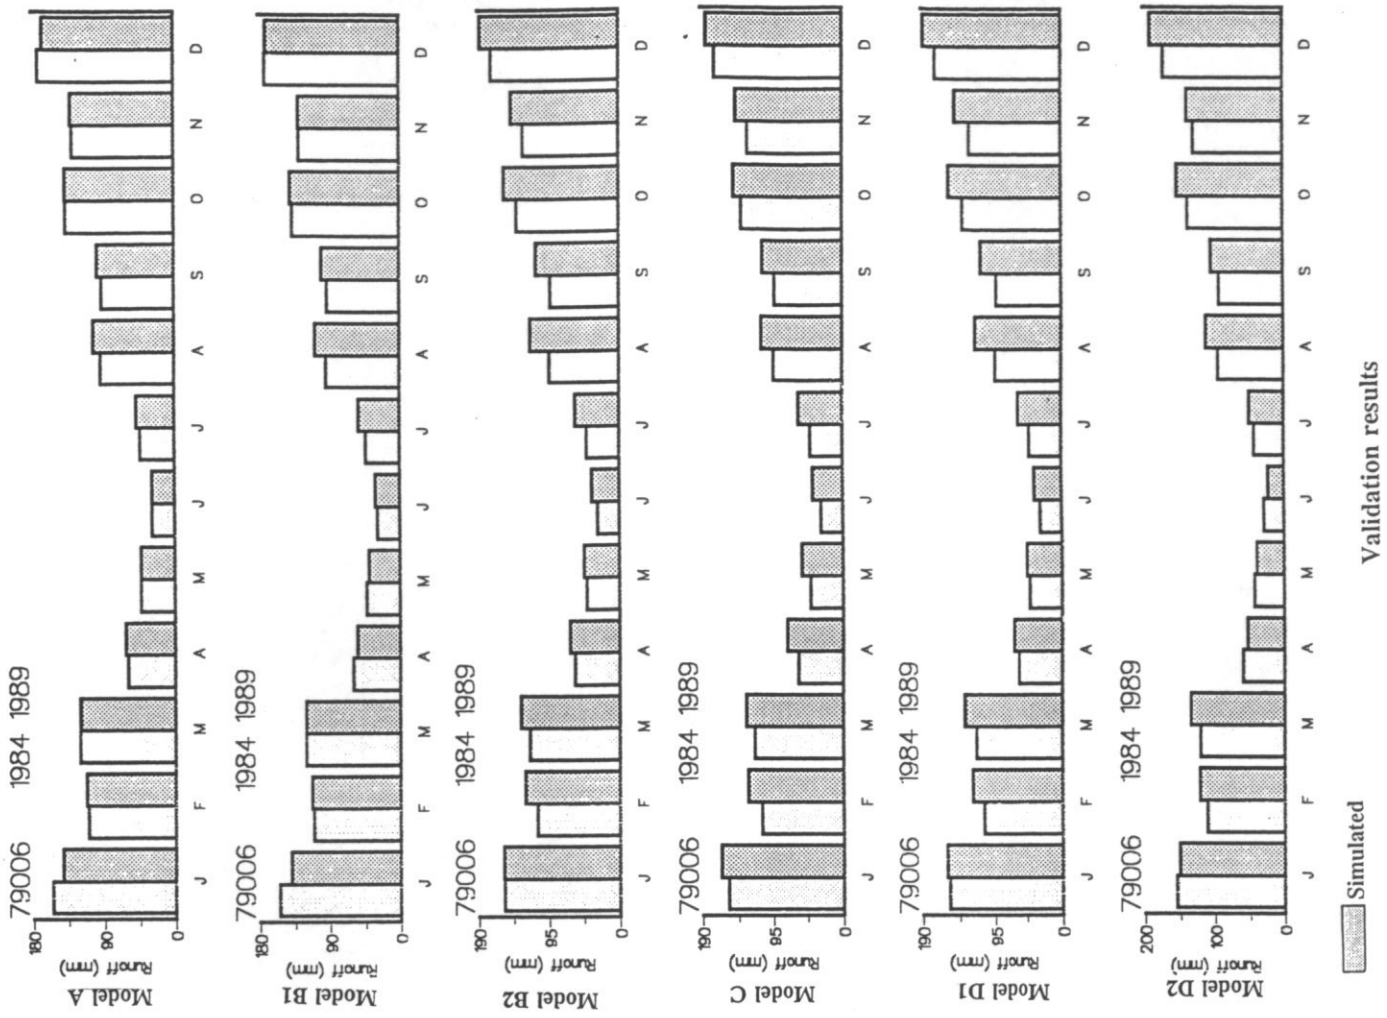 Model A
Runoff (mm)
180 90 0
79006 1984 1989
J F M A M J J A S O N D
Model B1
Runoff (mm)
180 90 0
79006 1984 1989
J F M A M J J A S O N D
Model B2
Runoff (mm)
190 95 0
79006 1984 1989
J F M A M J J A S O N D
Model C
Runoff (mm)
190 95 0
79006 1984 1989
J F M A M J J A S O N D
Model D1
Runoff (mm)
190 95 0
79006 1984 1989
J F M A M J J A S O N D
Model D2
Runoff (mm)
200 100 0
79006 1984 1989
J F M A M J J A S O N D
Simulated
Validation results